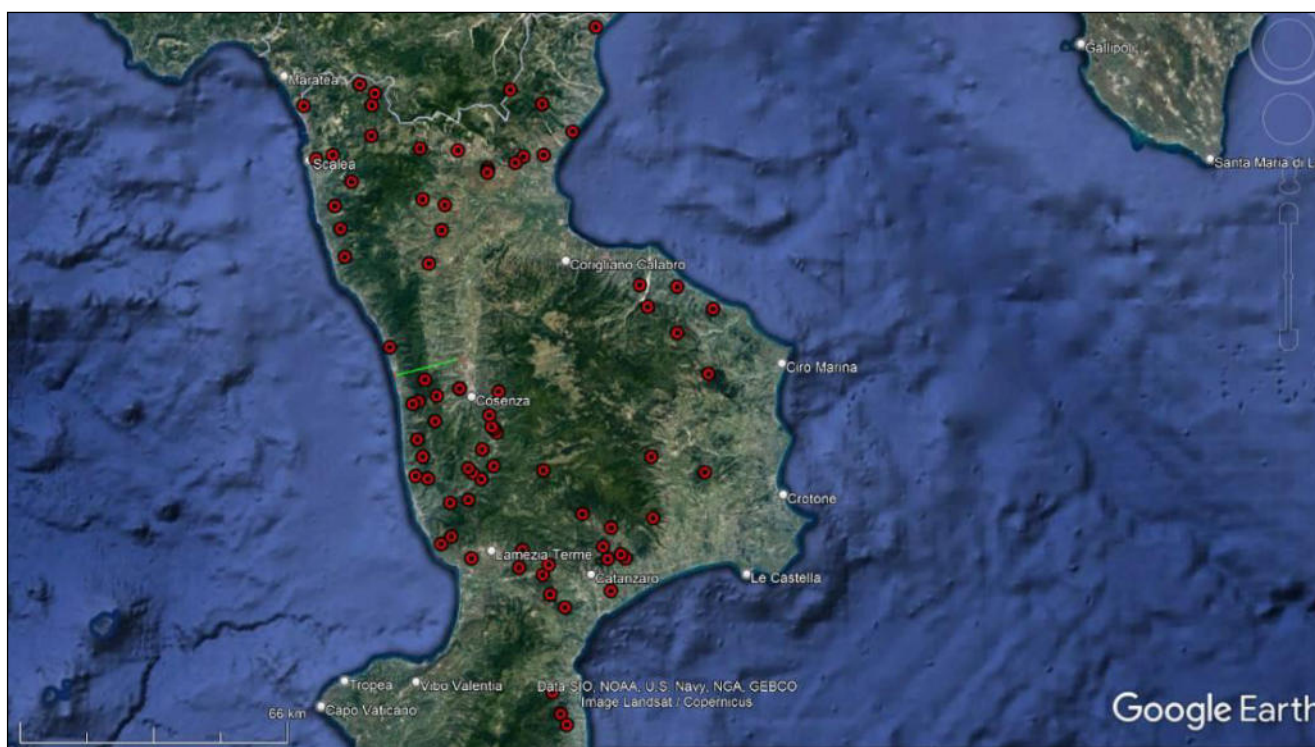 Gallipoli
Maratea
Santa Maria di L
Scalea
Corigliano Calabro
Cirò Marina
Cosenza
Crotone
Lamezia Terme
Catanzaro
Le Castella
Tropea
Vibo Valentia
Data SIO, NOAA, U.S. Navy, NGA, GEBCO
Image Landsat / Copernicus
Capo Vaticano
66 km
Google Earth